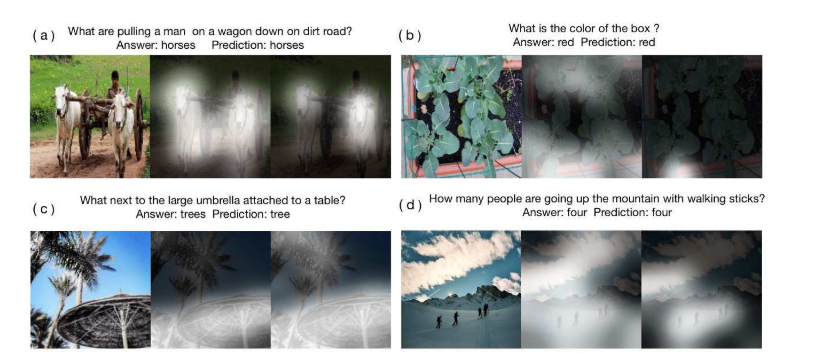 (a) What are pulling a man on a wagon down on dirt road?
Answer: horses Prediction: horses
(b) What is the color of the box ?
Answer: red Prediction: red
(c) What next to the large umbrella attached to a table?
Answer: trees Prediction: tree
(d) How many people are going up the mountain with walking sticks?
Answer: four Prediction: four